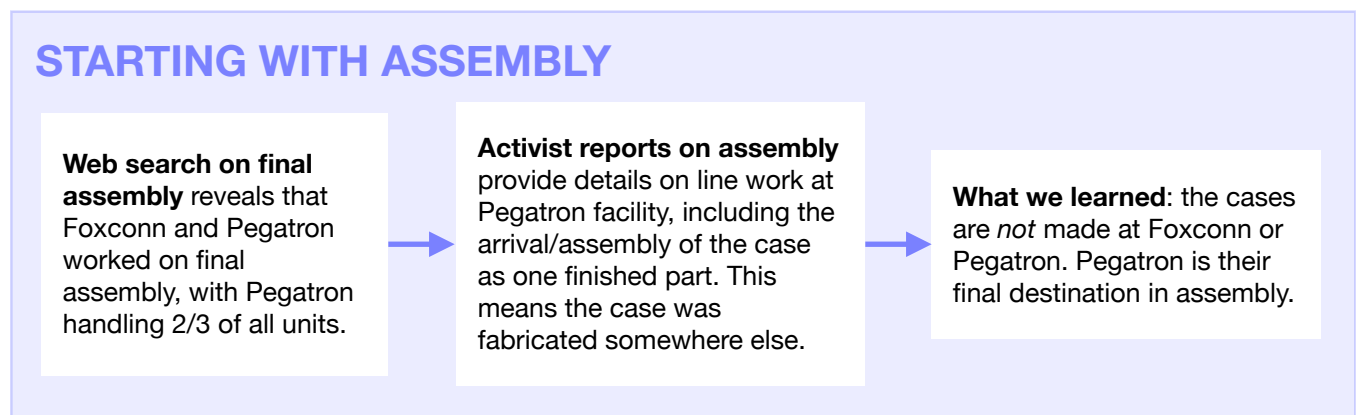 STARTING WITH ASSEMBLY
Web search on final
assembly reveals that
Foxconn and Pegatron
worked on final
assembly, with Pegatron
handling 2/3 of all units.
Activist reports on assembly
provide details on line work at
Pegatron facility, including the
arrival/assembly of the case
as one finished part. This
means the case was
fabricated somewhere else.
What we learned: the cases
are not made at Foxconn or
Pegatron. Pegatron is their
final destination in assembly.